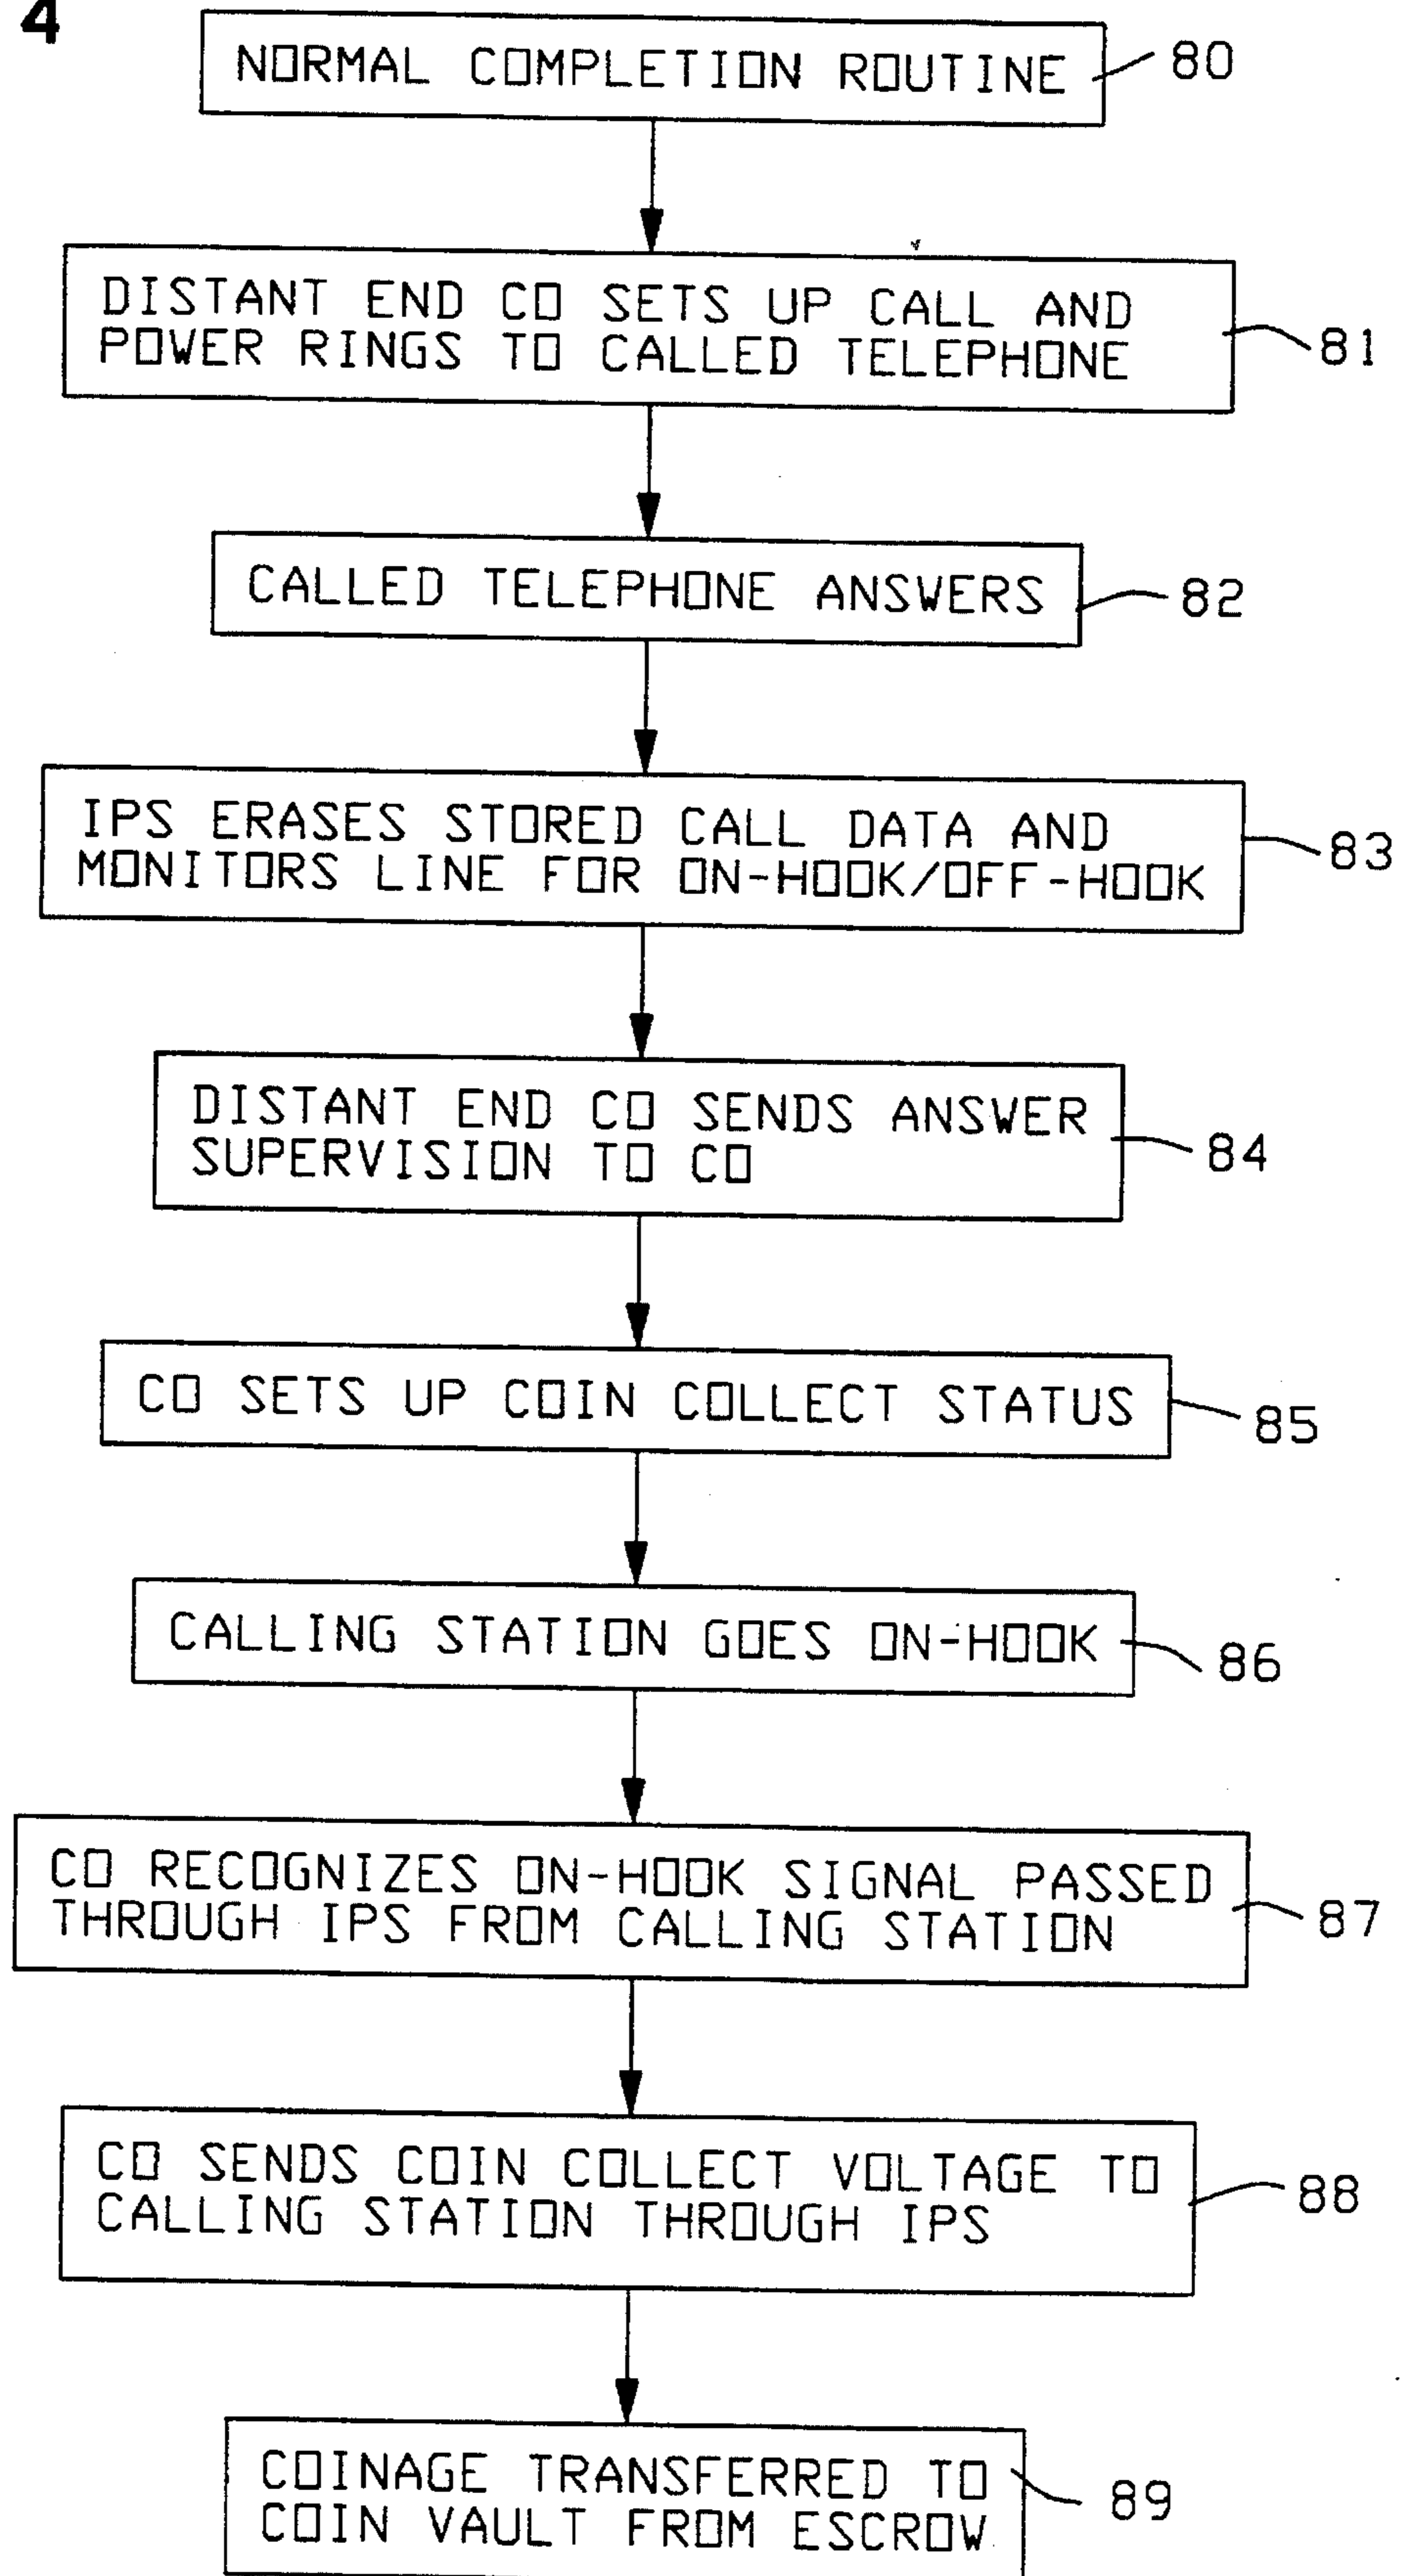 4
NORMAL COMPLETION ROUTINE
80
DISTANT END CO SETS UP CALL AND
POWER RINGS TO CALLED TELEPHONE
81
CALLED TELEPHONE ANSWERS
82
IPS ERASES STORED CALL DATA AND
MONITORS LINE FOR ON-HOOK/OFF-HOOK
83
DISTANT END CO SENDS ANSWER
SUPERVISION TO CO
84
CO SETS UP COIN COLLECT STATUS
85
CALLING STATION GOES ON-HOOK
86
CO RECOGNIZES ON-HOOK SIGNAL PASSED
THROUGH IPS FROM CALLING STATION
87
CO SENDS COIN COLLECT VOLTAGE TO
CALLING STATION THROUGH IPS
88
COINAGE TRANSFERRED TO
COIN VAULT FROM ESCROW
89